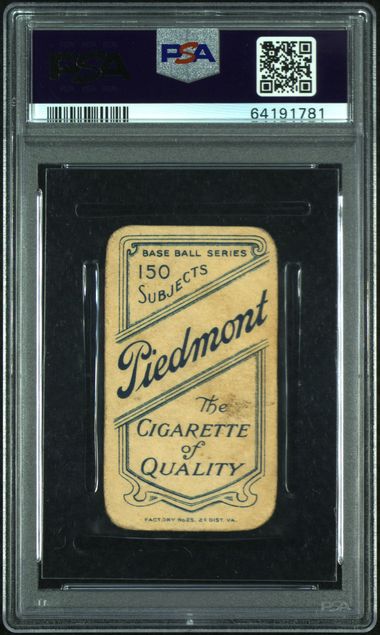 PSA
PSA
64191781
BASE BALL SERIES
150
SUBJECTS
Piedmont
The
CIGARETTE
of
QUALITY
FACTORY No 25, 2D DIST. VA.
PSA